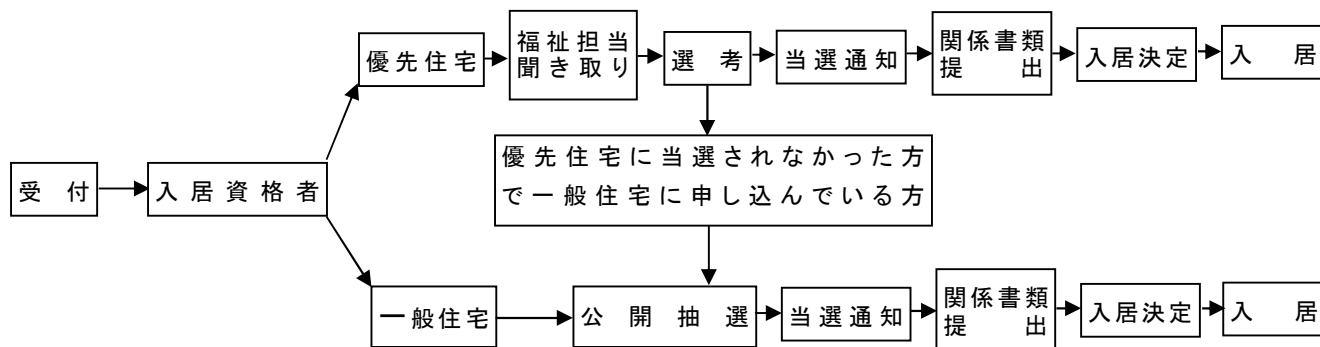 優先住宅
福祉担当
聞き取り
選考
当選通知
関係書類
提出
入居決定
入居
優先住宅に当選されなかった方
で一般住宅に申し込んでいる方
受付
入居資格者
一般住宅
公開抽選
当選通知
関係書類
提出
入居決定
入居